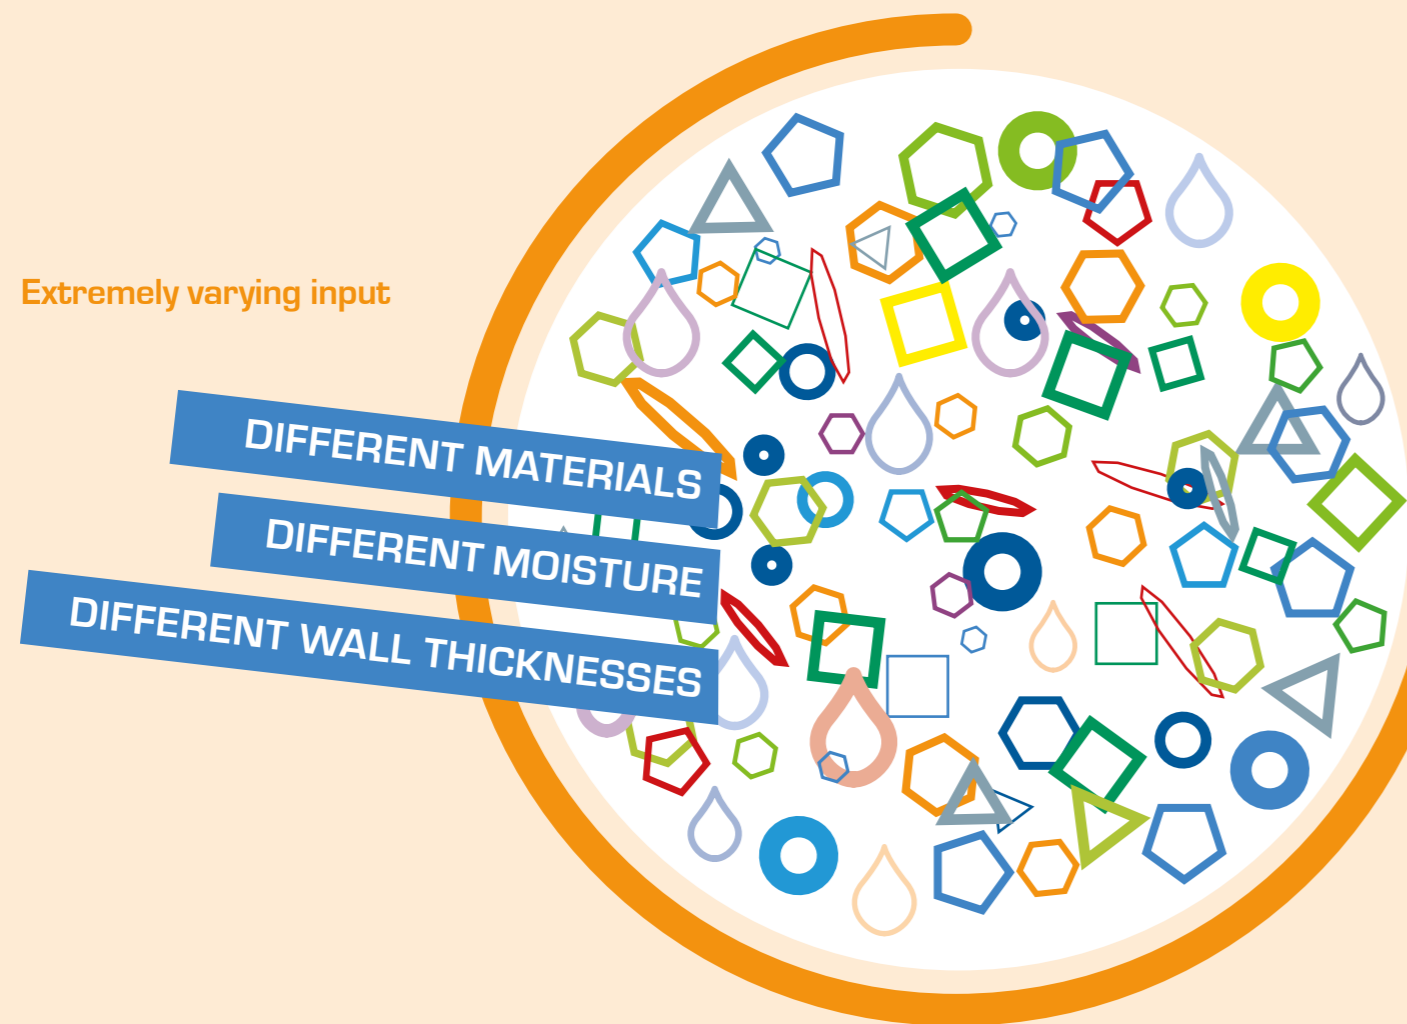 Extremely varying input
DIFFERENT MATERIALS
DIFFERENT MOISTURE
DIFFERENT WALL THICKNESSES